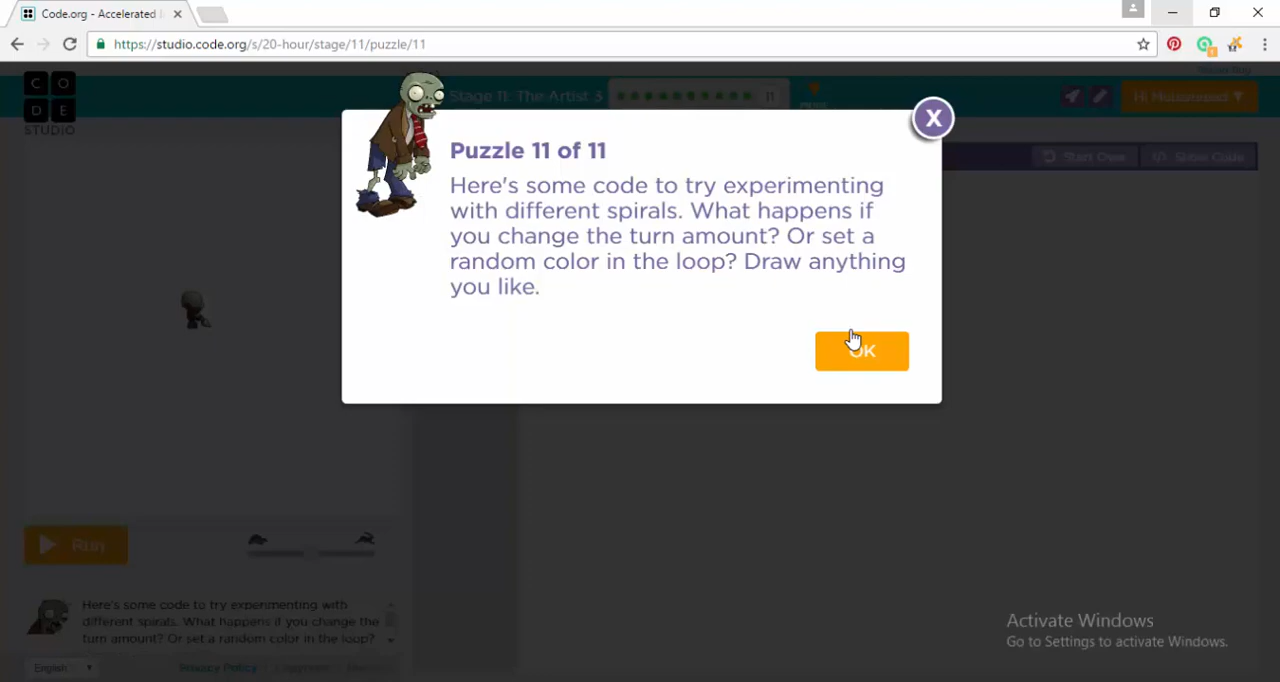 Code.org - Accelerated
https://studio.code.org/s/20-hour/stage/11/puzzle/11
C O
D E
STUDIO
Stage 11: The Artist 3
11
Hi
Start Over
Show Code
Puzzle 11 of 11
Here's some code to try experimenting
with different spirals. What happens if
you change the turn amount? Or set a
random color in the loop? Draw anything
you like.
X
OK
Run
Here's some code to try experimenting with
different spirals. What happens if you change the
turn amount? Or set a random color in the loop?
English
Privacy Policy
Copyright
Activate Windows
Go to Settings to activate Windows.